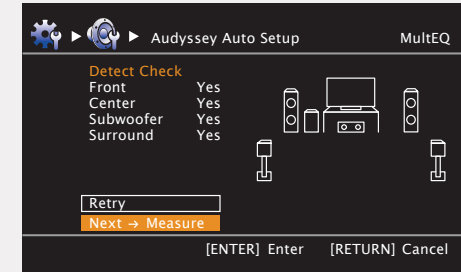 Audyssey Auto Setup MultEQ
Detect Check
Front Yes
Center Yes
Subwoofer Yes
Surround Yes
Retry
Next → Measure
[ENTER] Enter [RETURN] Cancel